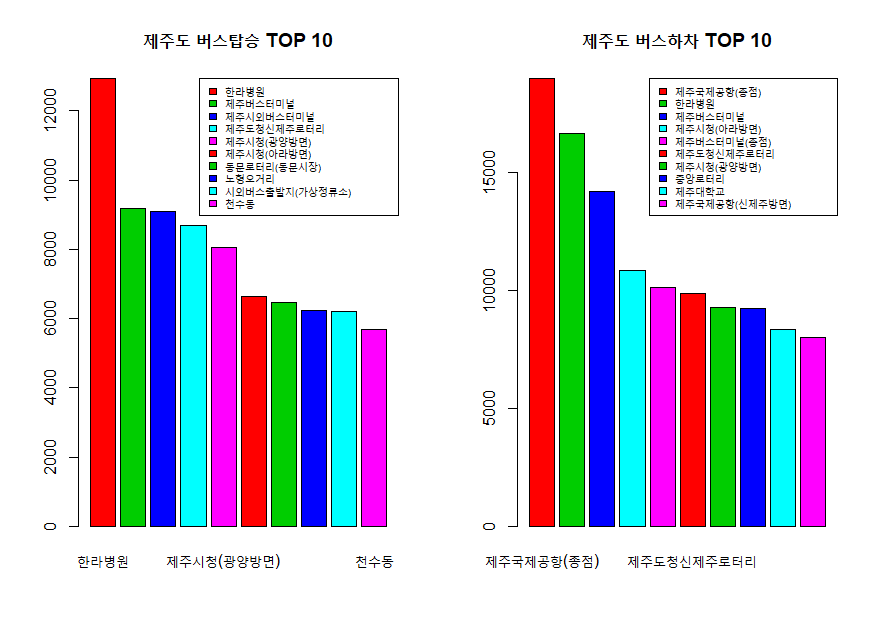 제주도 버스탑승 TOP 10
12000
10000
8000
6000
4000
2000
0
한라병원
제주버스터미널
제주시외버스터미널
제주도청신제주로터리
제주시청(광양방면)
제주시청(아라방면)
동문로터리(동문시장)
노형오거리
시외버스출발지(가상정류소)
천수동
한라병원
제주시청(광양방면)
천수동
제주도 버스하차 TOP 10
15000
10000
5000
0
제주국제공항(종점)
한라병원
제주버스터미널
제주시청(아라방면)
제주버스터미널(종점)
제주도청신제주로터리
제주시청(광양방면)
중앙로터리
제주대학교
제주국제공항(신제주방면)
제주국제공항(종점)
제주도청신제주로터리